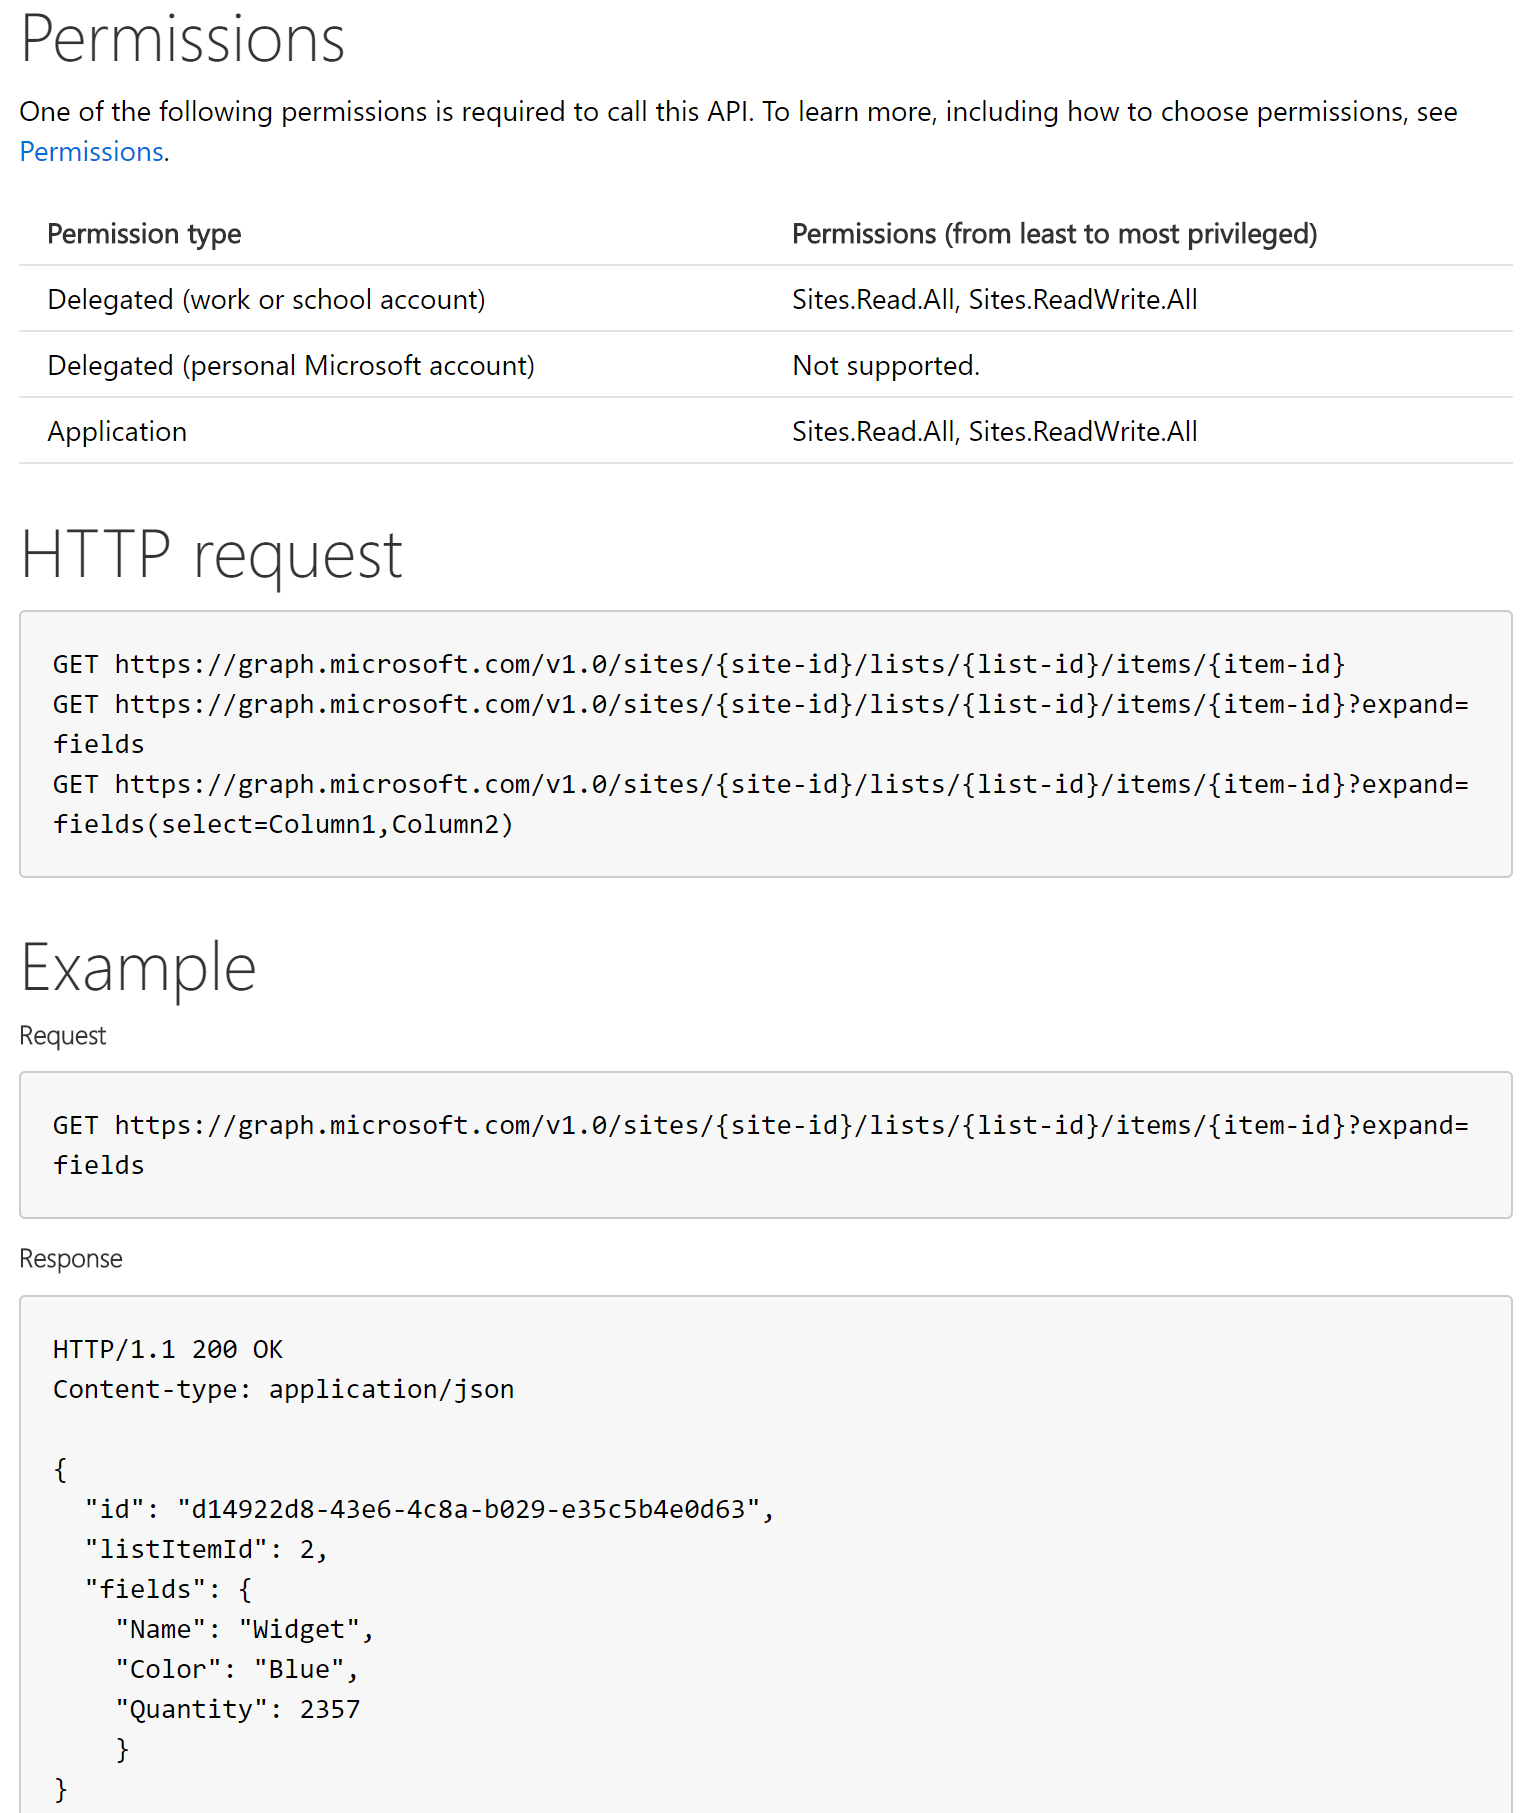 Permissions
One of the following permissions is required to call this API. To learn more, including how to choose permissions, see
Permissions.
Permission type Permissions (from least to most privileged)
Delegated (work or school account) Sites.Read.All, Sites.ReadWrite.All
Delegated (personal Microsoft account) Not supported.
Application Sites.Read.All, Sites.ReadWrite.All
HTTP request
GET https://graph.microsoft.com/v1.0/sites/{site-id}/lists/{list-id}/items/{item-id}
GET https://graph.microsoft.com/v1.0/sites/{site-id}/lists/{list-id}/items/{item-id}?expand=
fields
GET https://graph.microsoft.com/v1.0/sites/{site-id}/lists/{list-id}/items/{item-id}?expand=
fields(select=Column1,Column2)
Example
Request
GET https://graph.microsoft.com/v1.0/sites/{site-id}/lists/{list-id}/items/{item-id}?expand=
fields
Response
HTTP/1.1 200 OK
Content-type: application/json
{
  "id": "d14922d8-43e6-4c8a-b029-e35c5b4e0d63",
  "listItemId": 2,
  "fields": {
    "Name": "Widget",
    "Color": "Blue",
    "Quantity": 2357
    }
}